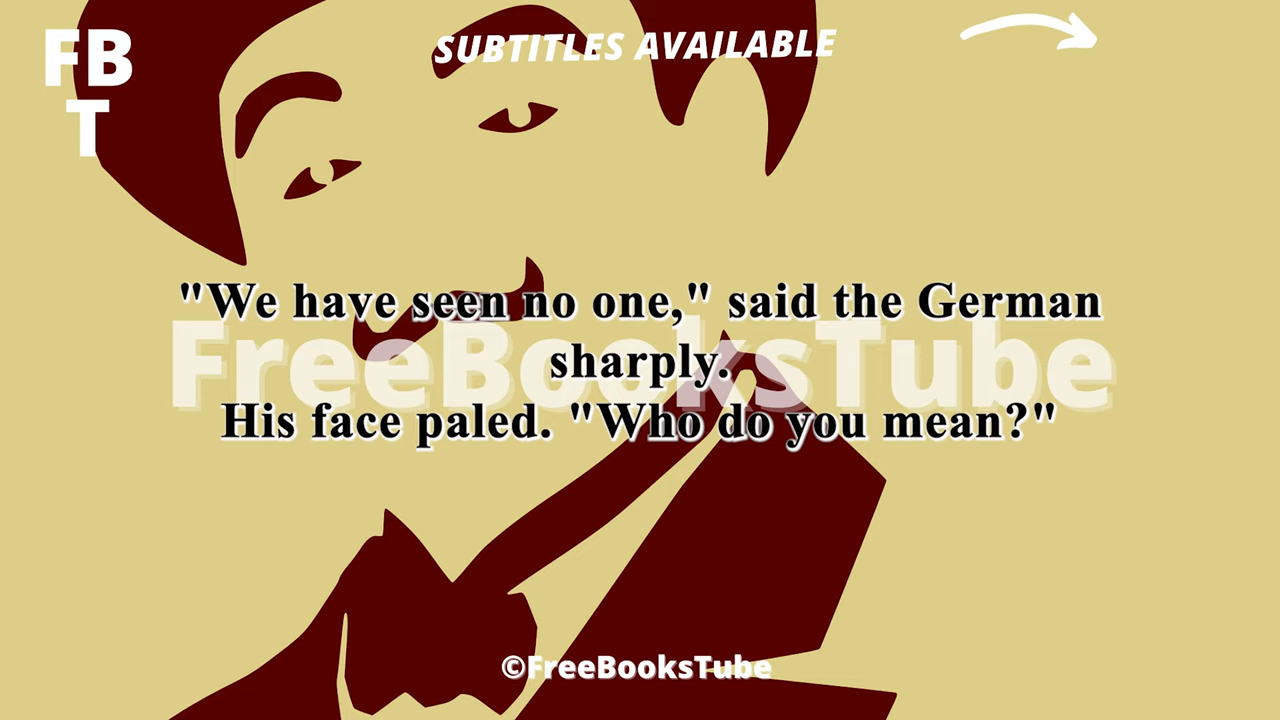 FB
T
SUBTITLES AVAILABLE
"We have seen no one," said the German
sharply.
FreeBooksTube
His face paled. "Who do you mean?"
©FreeBooksTube